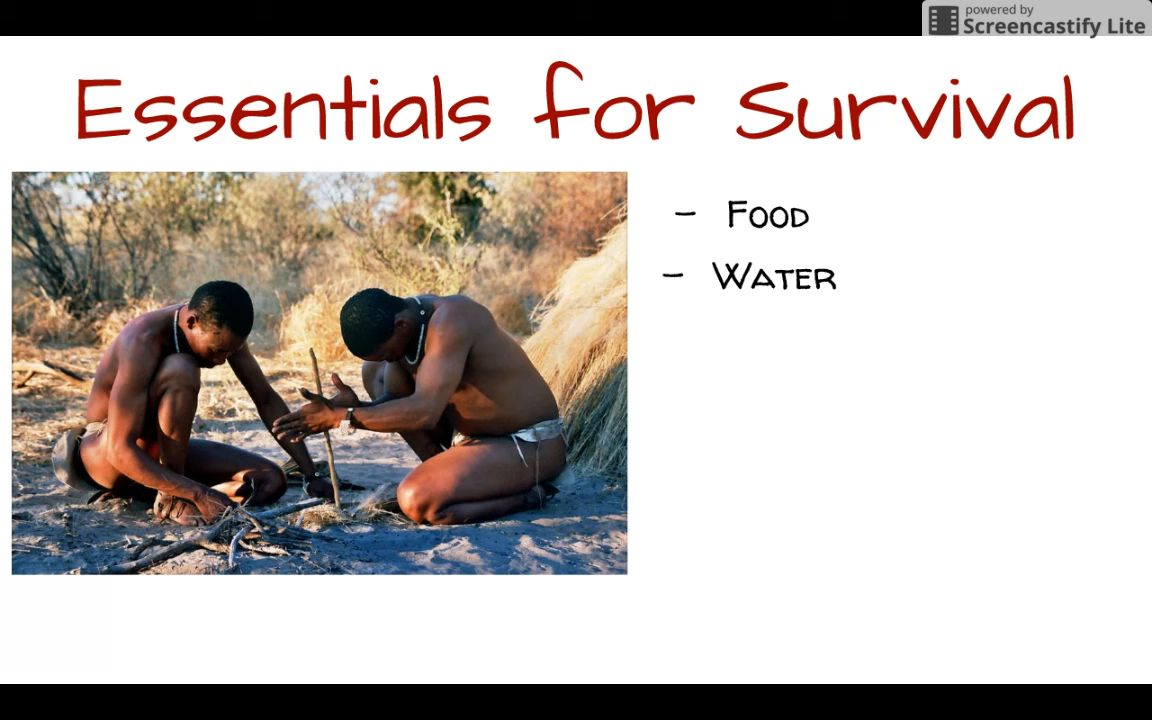 powered by
Screencastify Lite
Essentials for Survival
- Food
- Water